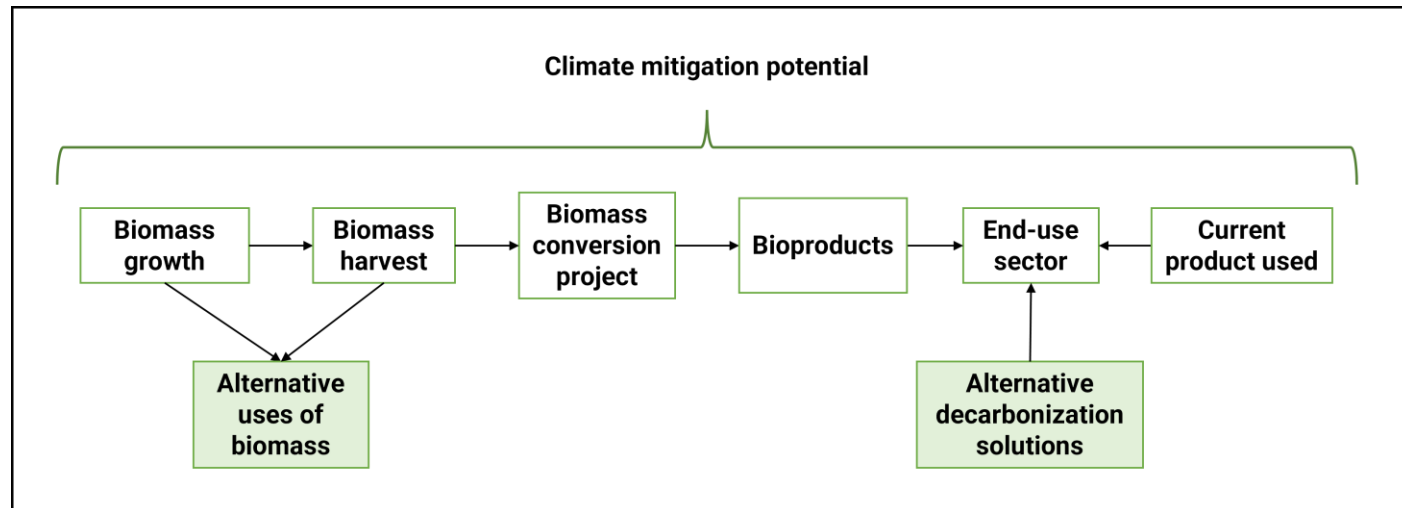 Climate mitigation potential
Biomass
growth
Biomass
harvest
Biomass
conversion
project
Bioproducts
End-use
sector
Current
product used
Alternative
uses of
biomass
Alternative
decarbonization
solutions